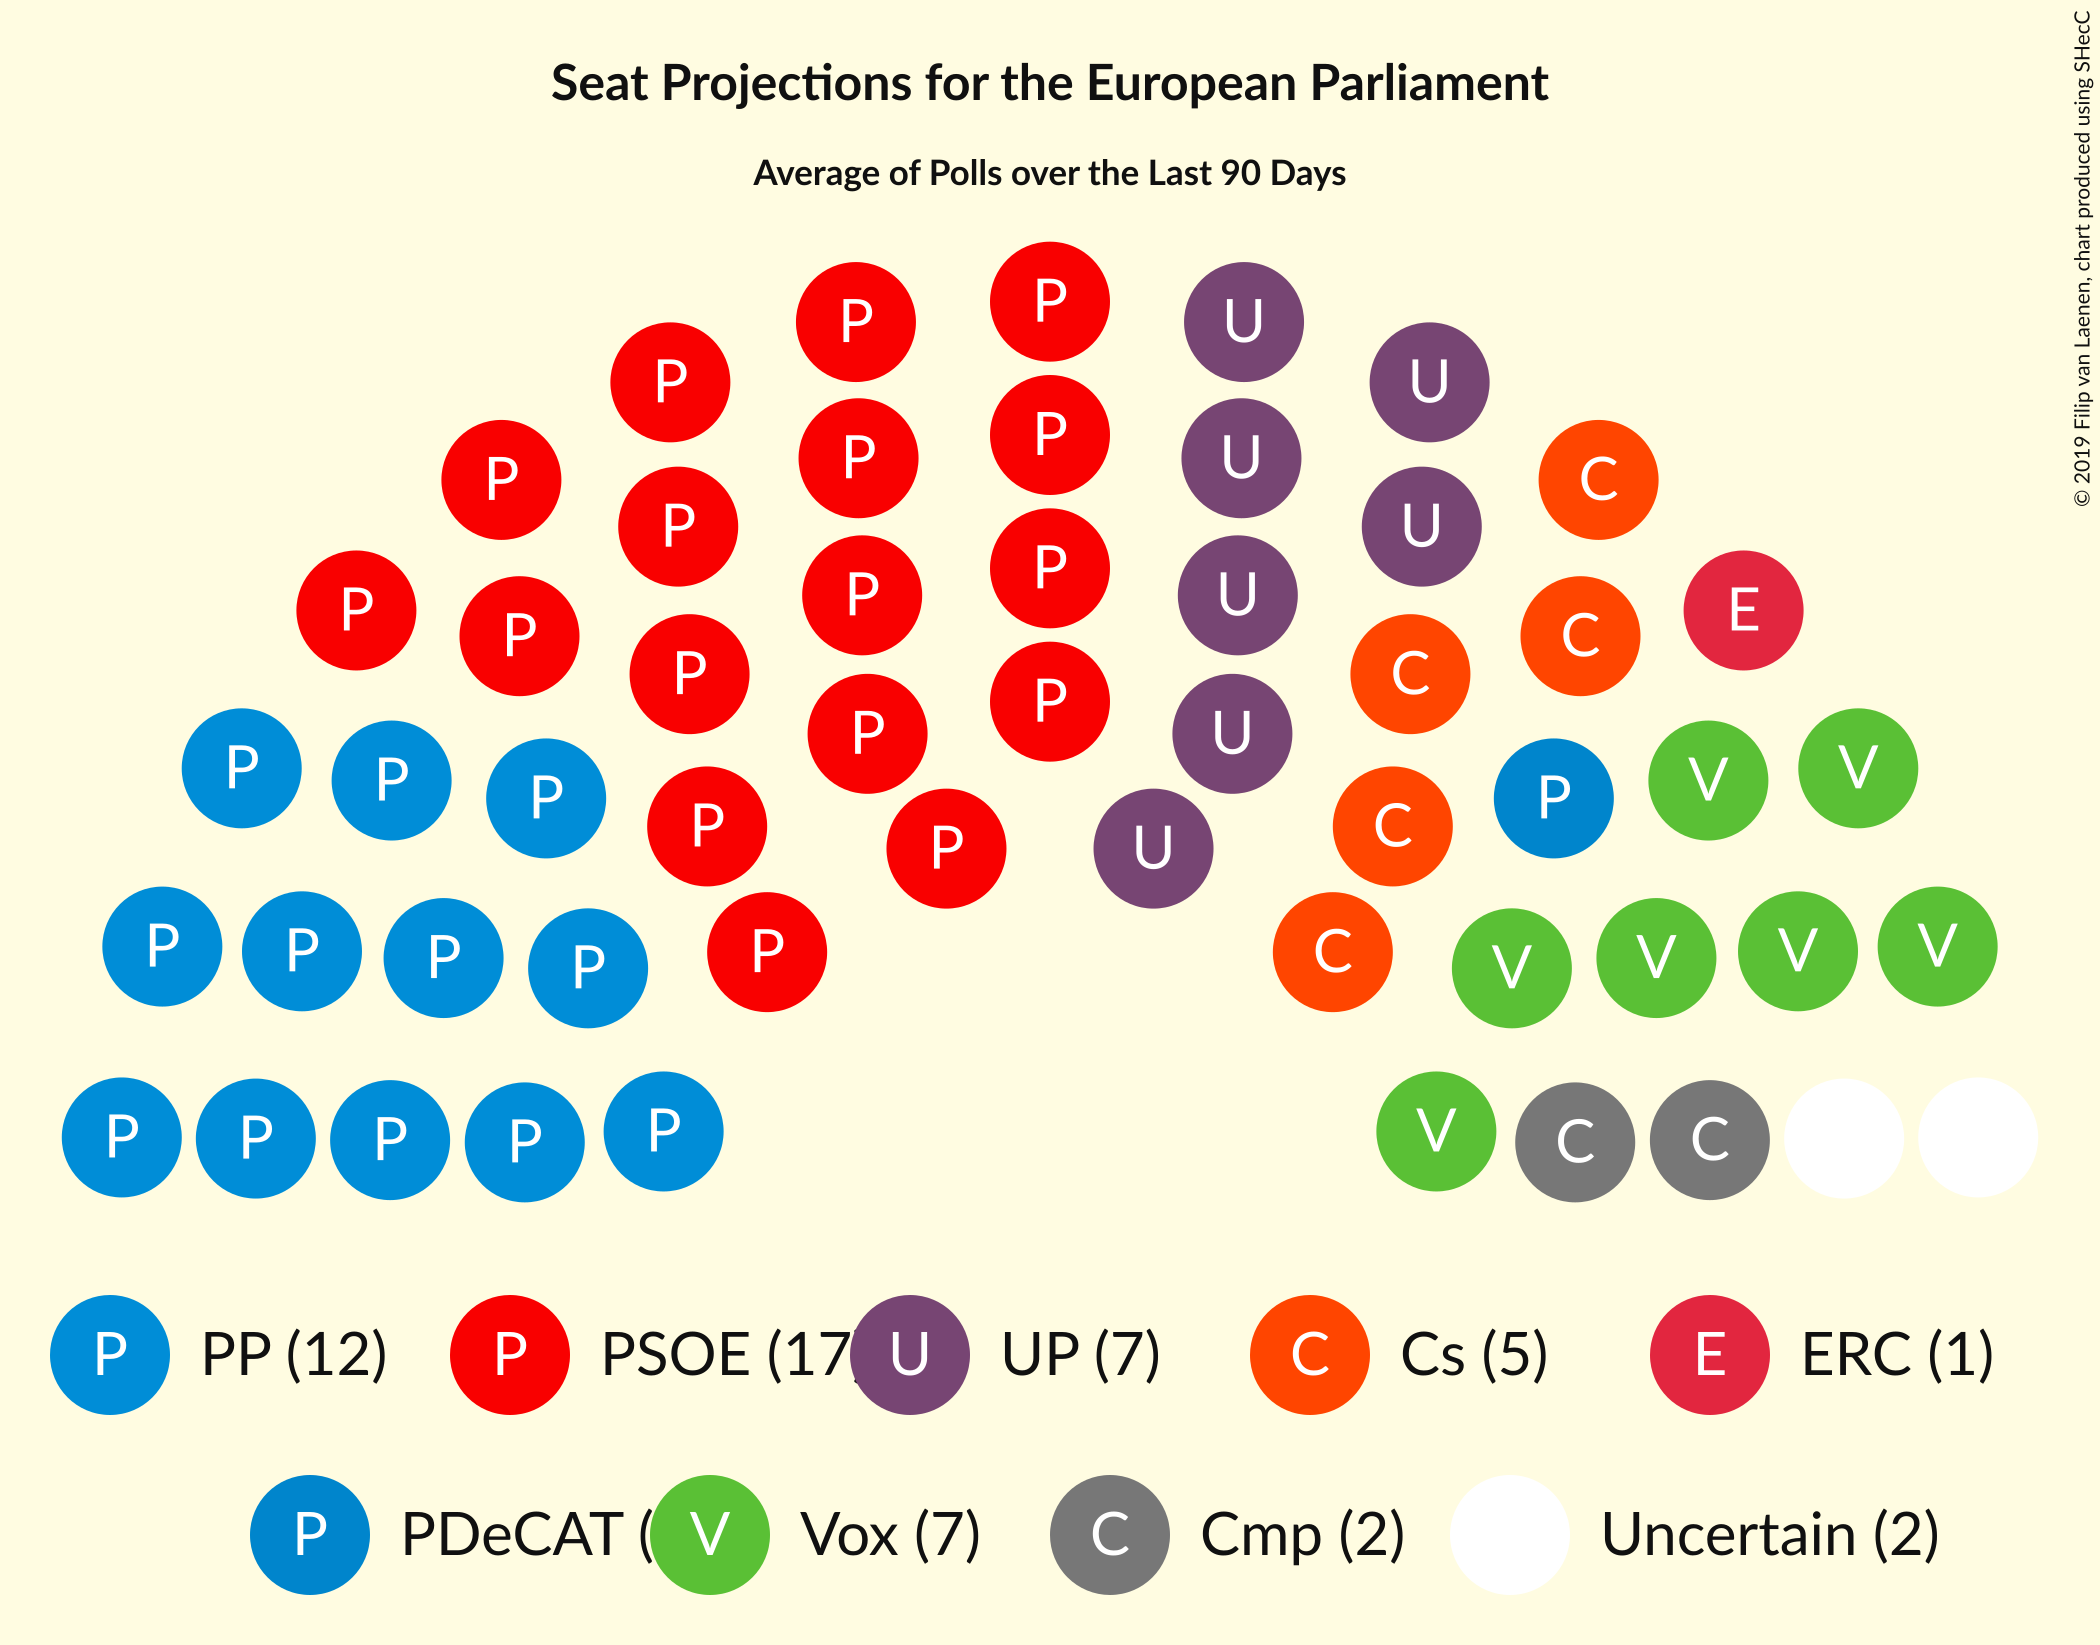 Seat Projections for the European Parliament
Average of Polls over the Last 90 Days
© 2019 Filip van Laenen, chart produced using SHecC
P
P P U
P U
P P P C
P U
P P U C E
P P U
P P C
P P U
P P P P V V
P P C
P U
P P P P P C V V V V
P P P P P V C C
P PP (12) P PSOE (17 U UP (7) C Cs (5) E ERC (1)
P PDeCAT ( V Vox (7) C Cmp (2) Uncertain (2)